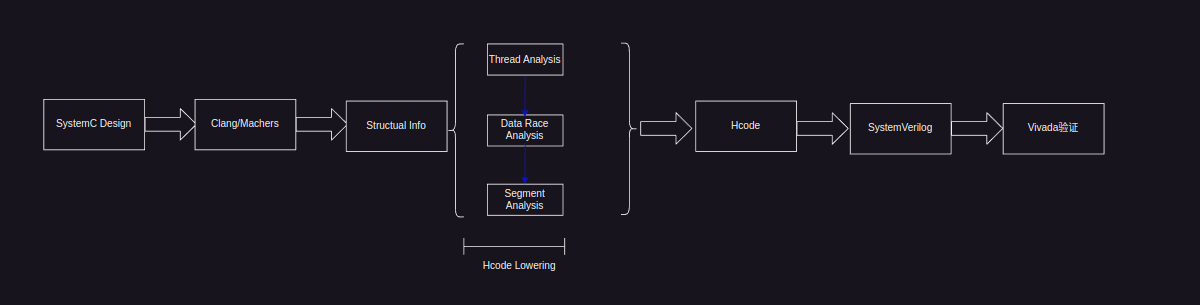 SystemC Design
Clang/Machers
Structual Info
Thread Analysis
Data Race
Analysis
Segment
Analysis
Hcode Lowering
Hcode
SystemVerilog
Vivada验证